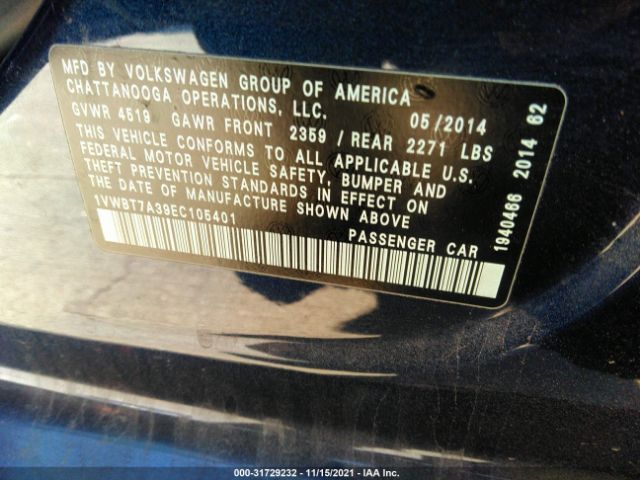 MFD BY VOLKSWAGEN GROUP OF AMERICA
CHATTANOOGA OPERATIONS, LLC.
05/2014
GVWR 4519 GAWR FRONT 2359 / REAR 2271 LBS
THIS VEHICLE CONFORMS TO ALL APPLICABLE U.S.
FEDERAL MOTOR VEHICLE SAFETY, BUMPER AND
THEFT PREVENTION STANDARDS IN EFFECT ON
THE DATE OF MANUFACTURE SHOWN ABOVE
1VWBT7A39EC105401
PASSENGER CAR
1940466 2014 62
000-31729232 - 11/15/2021 - IAA Inc.